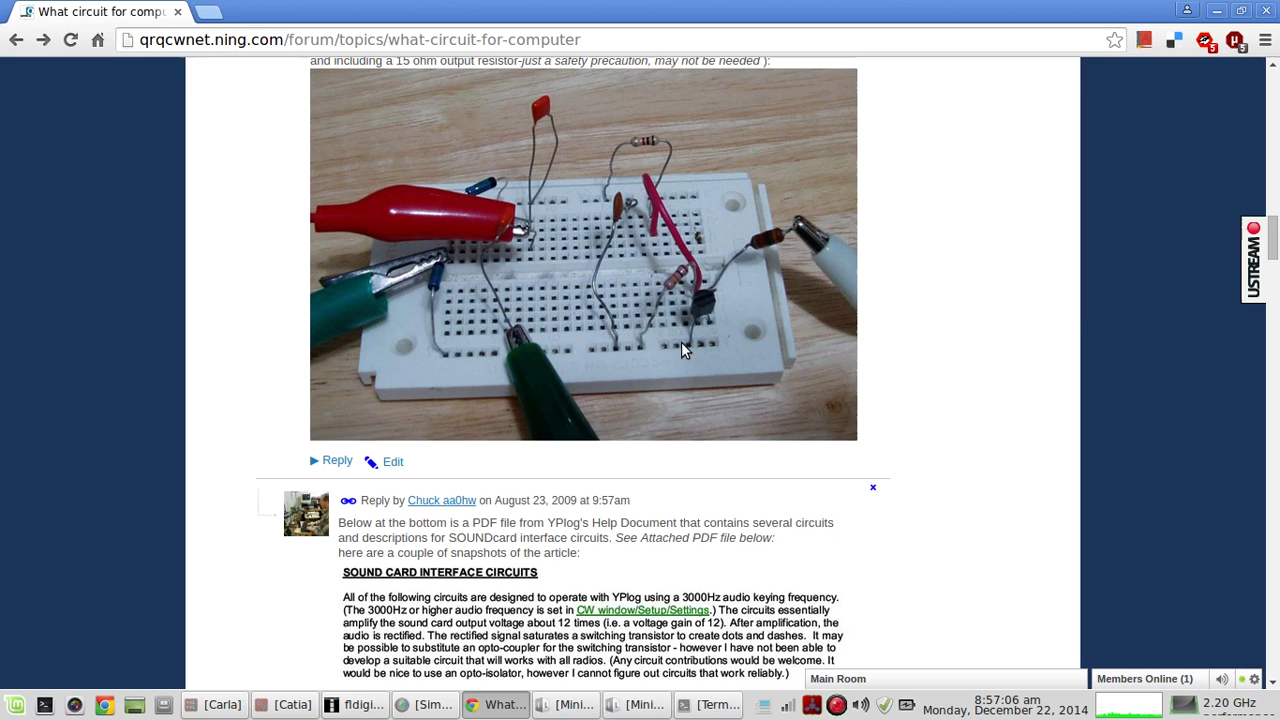 What circuit for compu
qrqcwnet.ning.com/forum/topics/what-circuit-for-computer
5
5
and including a 15 ohm output resistor-just a safety precaution, may not be needed ):
USTREAM
▶ Reply Edit
x
Reply by Chuck aa0hw on August 23, 2009 at 9:57am
Below at the bottom is a PDF file from YPlog's Help Document that contains several circuits
and descriptions for SOUNDcard interface circuits. See Attached PDF file below:
here are a couple of snapshots of the article:
SOUND CARD INTERFACE CIRCUITS
All of the following circuits are designed to operate with YPlog using a 3000Hz audio keying frequency.
(The 3000Hz or higher audio frequency is set in CW window/Setup/Settings.) The circuits essentially
amplify the sound card output voltage about 12 times (i.e. a voltage gain of 12). After amplification, the
audio is rectified. The rectified signal saturates a switching transistor to create dots and dashes. It may
be possible to substitute an opto-coupler for the switching transistor - however I have not been able to
develop a suitable circuit that will works with all radios. (Any circuit contributions would be welcome. It
would be nice to use an opto-isolator, however I cannot figure out circuits that work reliably.)
Main Room
Members Online (1)
[Carla]
[Catia]
fldigi...
[Sim...
What...
[Mini...
[Mini...
[Term...
8:57:06 am
Monday, December 22, 2014
2.20 GHz